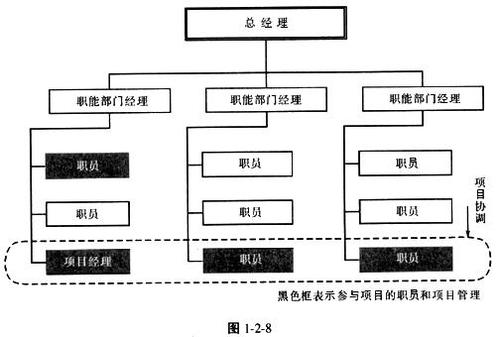 总经理
职能部门经理 职能部门经理 职能部门经理
职员 职员 职员
职员 职员 职员
项目经理 职员 职员
项目协调
黑色框表示参与项目的职员和项目管理
图 1-2-8